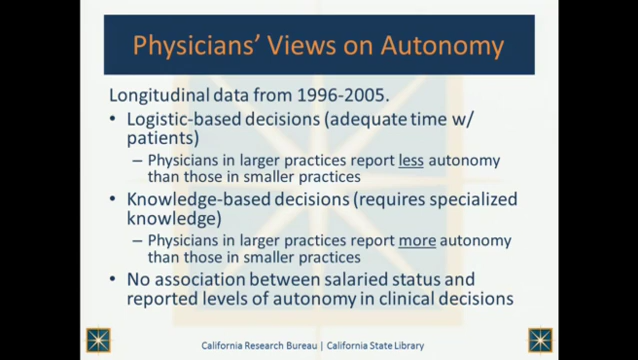 Physicians' Views on Autonomy
Longitudinal data from 1996-2005.
• Logistic-based decisions (adequate time w/
patients)
– Physicians in larger practices report less autonomy
than those in smaller practices
• Knowledge-based decisions (requires specialized
knowledge)
– Physicians in larger practices report more autonomy
than those in smaller practices
• No association between salaried status and
reported levels of autonomy in clinical decisions
California Research Bureau | California State Library